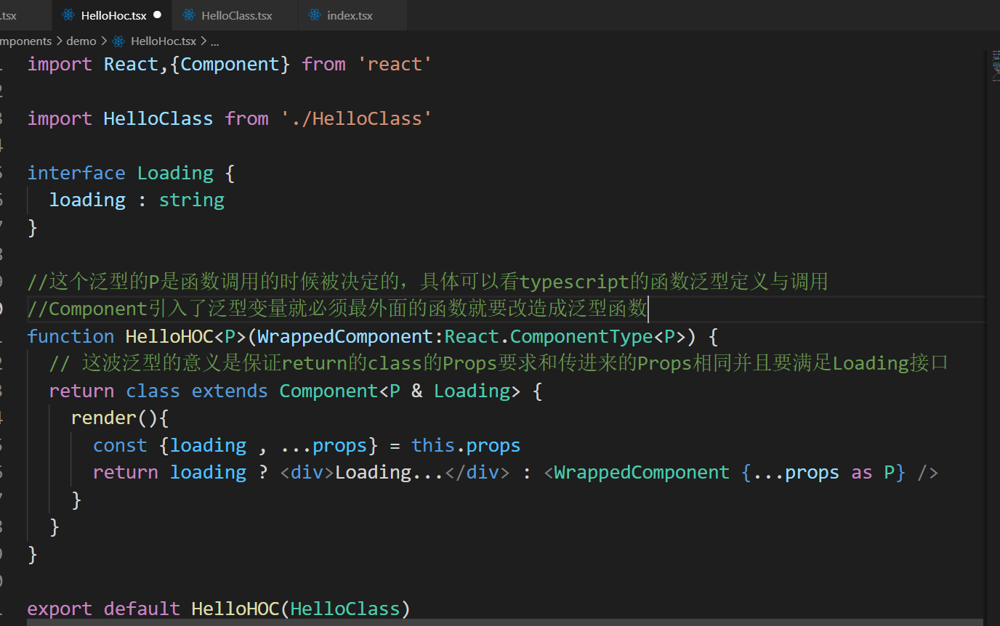 .tsx HelloHoc.tsx HelloClass.tsx index.tsx
mponents > demo > HelloHoc.tsx > ...
import React,{Component} from 'react'
import HelloClass from './HelloClass'
interface Loading {
loading : string
}
//这个泛型的P是函数调用的时候被决定的，具体可以看typescript的函数泛型定义与调用
//Component引入了泛型变量就必须最外面的函数就要改造成泛型函数
function HelloHOC<P>(WrappedComponent:React.ComponentType<P>) {
// 这波泛型的意义是保证return的class的Props要求和传进来的Props相同并且要满足Loading接口
return class extends Component<P & Loading> {
render(){
const {loading , ...props} = this.props
return loading ? <div>Loading...</div> : <WrappedComponent {...props as P} />
}
}
}
export default HelloHOC(HelloClass)